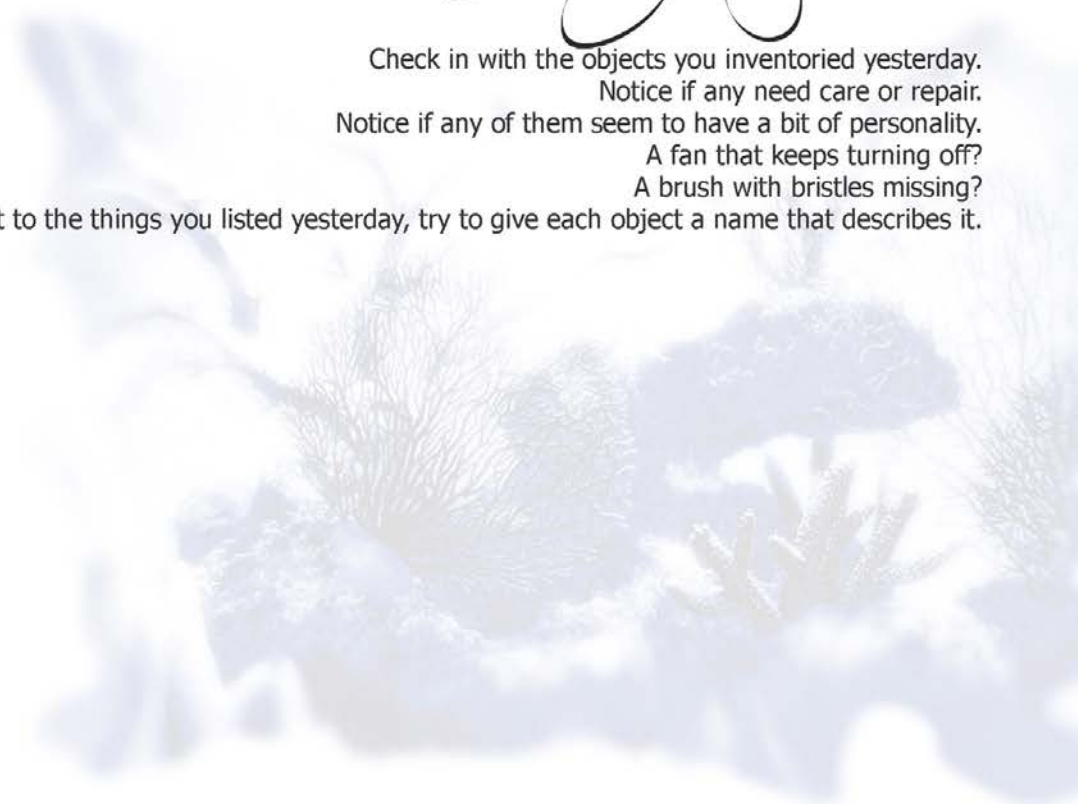 Check in with the objects you inventoried yesterday.
Notice if any need care or repair.
Notice if any of them seem to have a bit of personality.
A fan that keeps turning off?
A brush with bristles missing?
to the things you listed yesterday, try to give each object a name that describes it.